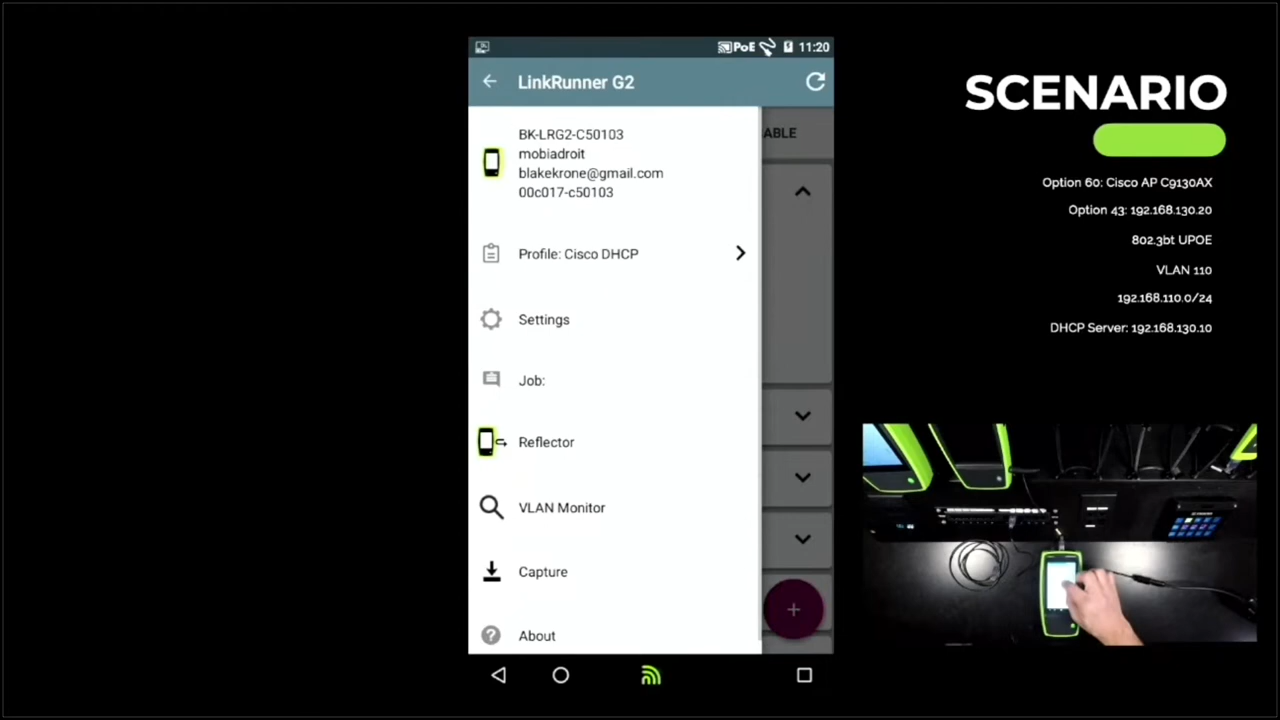 PoE 11:20
LinkRunner G2
BK-LRG2-C50103
mobiadroit
blakekrone@gmail.com
00c017-c50103
Profile: Cisco DHCP
Settings
Job:
Reflector
VLAN Monitor
Capture
About
ABLE
SCENARIO
Option 60: Cisco AP C9130AX
Option 43: 192.168.130.20
802.3bt UPOE
VLAN 110
192.168.110.0/24
DHCP Server: 192.168.130.10